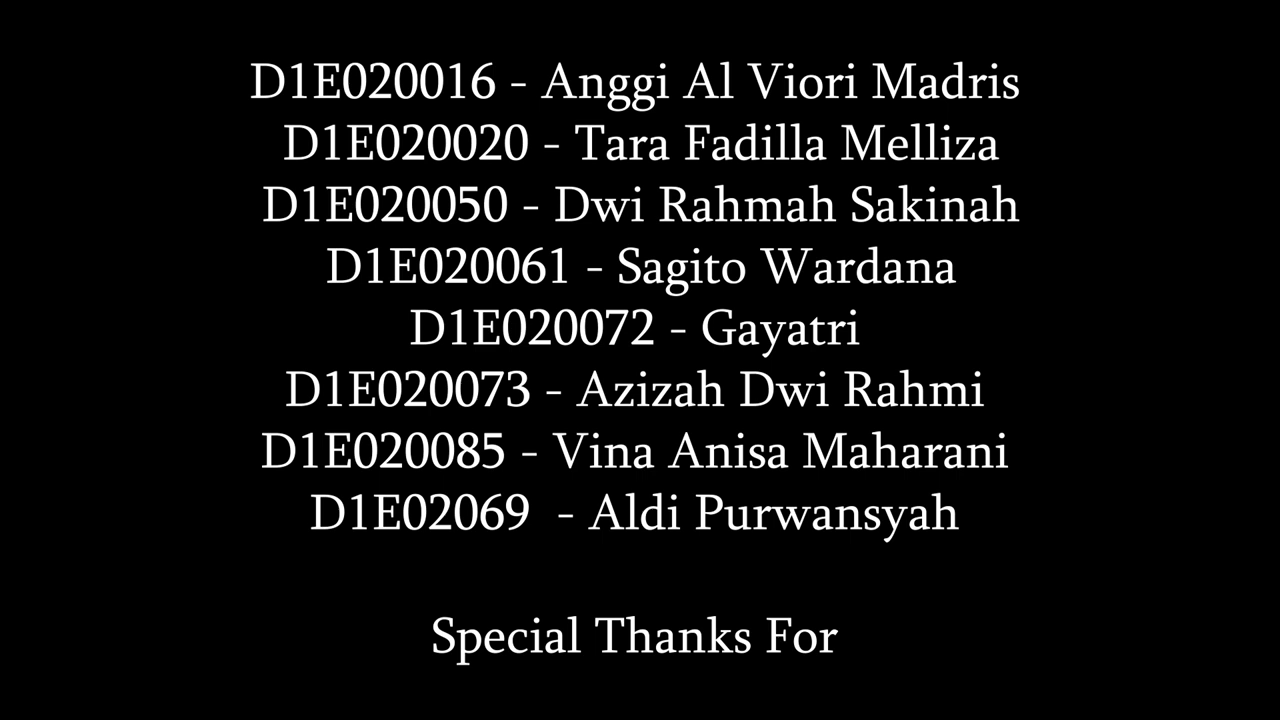 D1E020016 - Anggi Al Viori Madris
D1E020020 - Tara Fadilla Melliza
D1E020050 - Dwi Rahmah Sakinah
D1E020061 - Sagito Wardana
D1E020072 - Gayatri
D1E020073 - Azizah Dwi Rahmi
D1E020085 - Vina Anisa Maharani
D1E02069  - Aldi Purwansyah
Special Thanks For